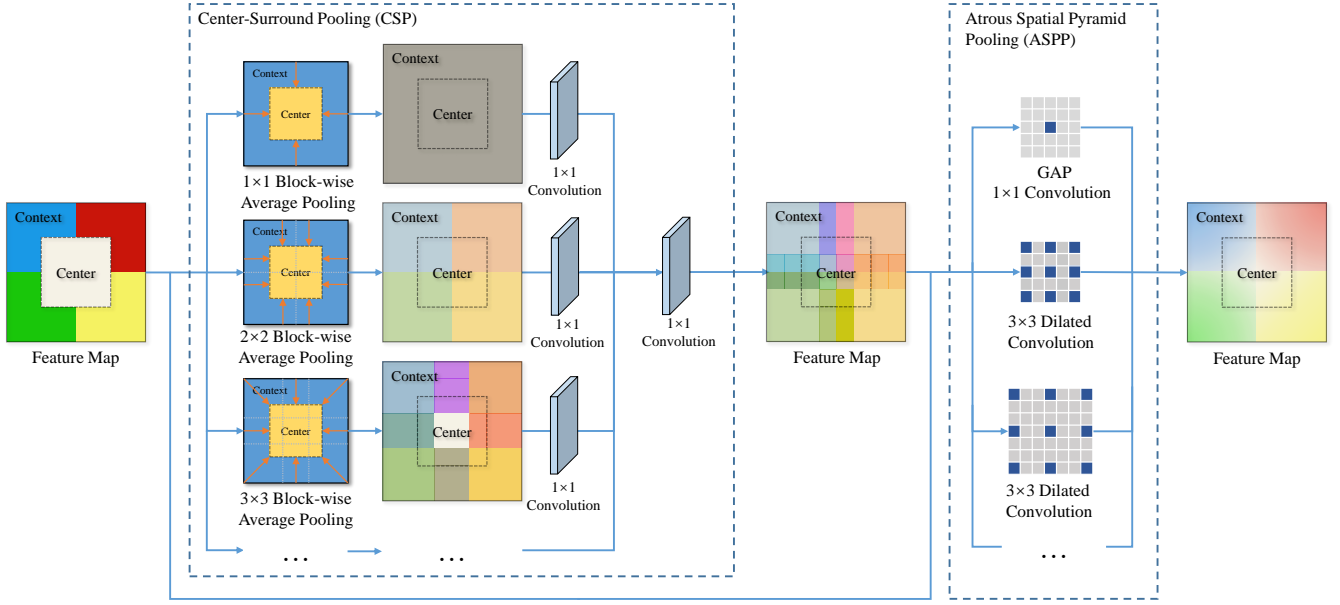 Center-Surround Pooling (CSP)
Context
Center
1×1 Block-wise
Average Pooling
Context
Center
1×1
Convolution
Context
Center
Feature Map
Context
Center
2×2 Block-wise
Average Pooling
Context
Center
1×1
Convolution
1×1
Convolution
Context
Center
3×3 Block-wise
Average Pooling
Context
Center
1×1
Convolution
...
...
Context
Center
Feature Map
Atrous Spatial Pyramid
Pooling (ASPP)
GAP
1×1 Convolution
3×3 Dilated
Convolution
3×3 Dilated
Convolution
...
Context
Center
Feature Map